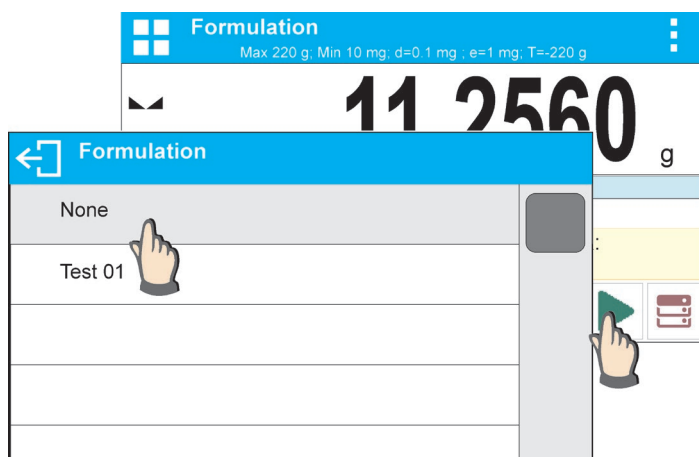 Formulation
Max 220 g; Min 10 mg; d=0.1 mg ; e=1 mg; T=-220 g
11.2560 g
Formulation
None
Test 01
: